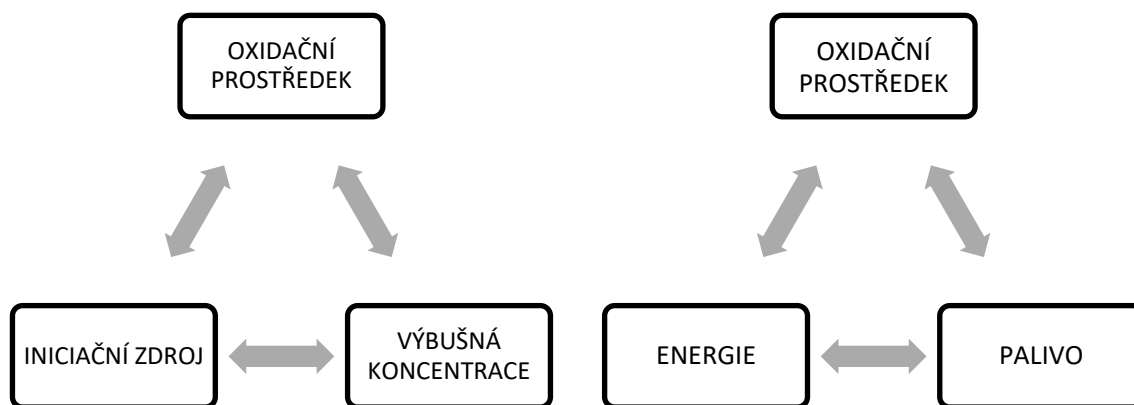 OXIDAČNÍ
PROSTŘEDEK
OXIDAČNÍ
PROSTŘEDEK
INICIAČNÍ ZDROJ
VÝBUŠNÁ
KONCENTRACE
ENERGIE
PALIVO